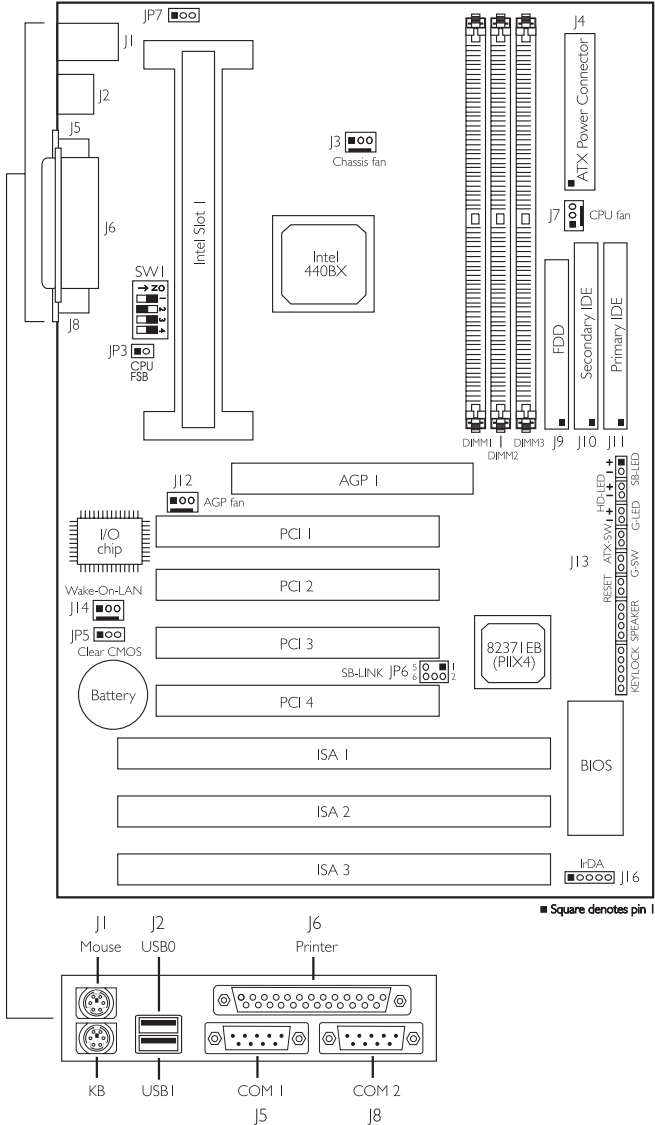 JP7
J1
J2
J5
J6
J8
Intel Slot 1
J3
Chassis fan
J4
ATX Power Connector
J7
CPU fan
Intel
440BX
SW1
ON
1
2
3
4
JP3
CPU
FSB
FDD
Secondary IDE
Primary IDE
DIMM1
DIMM2
DIMM3
J9
J10
J11
AGP 1
J12
AGP fan
I/O
chip
PCI 1
PCI 2
PCI 3
PCI 4
Wake-On-LAN
J14
JP5
Clear CMOS
Battery
SB-LINK
JP6
5
6
1
2
82371EB
(PIIX4)
J13
+
–
SB-LED
HD-LED
+
–
G-LED
+
–
ATX-SW
G-SW
RESET
SPEAKER
KEYLOCK
ISA 1
ISA 2
ISA 3
BIOS
IrDA
J16
■ Square denotes pin 1
J1
Mouse
J2
USB0
J6
Printer
KB
USB1
COM 1
J5
COM 2
J8